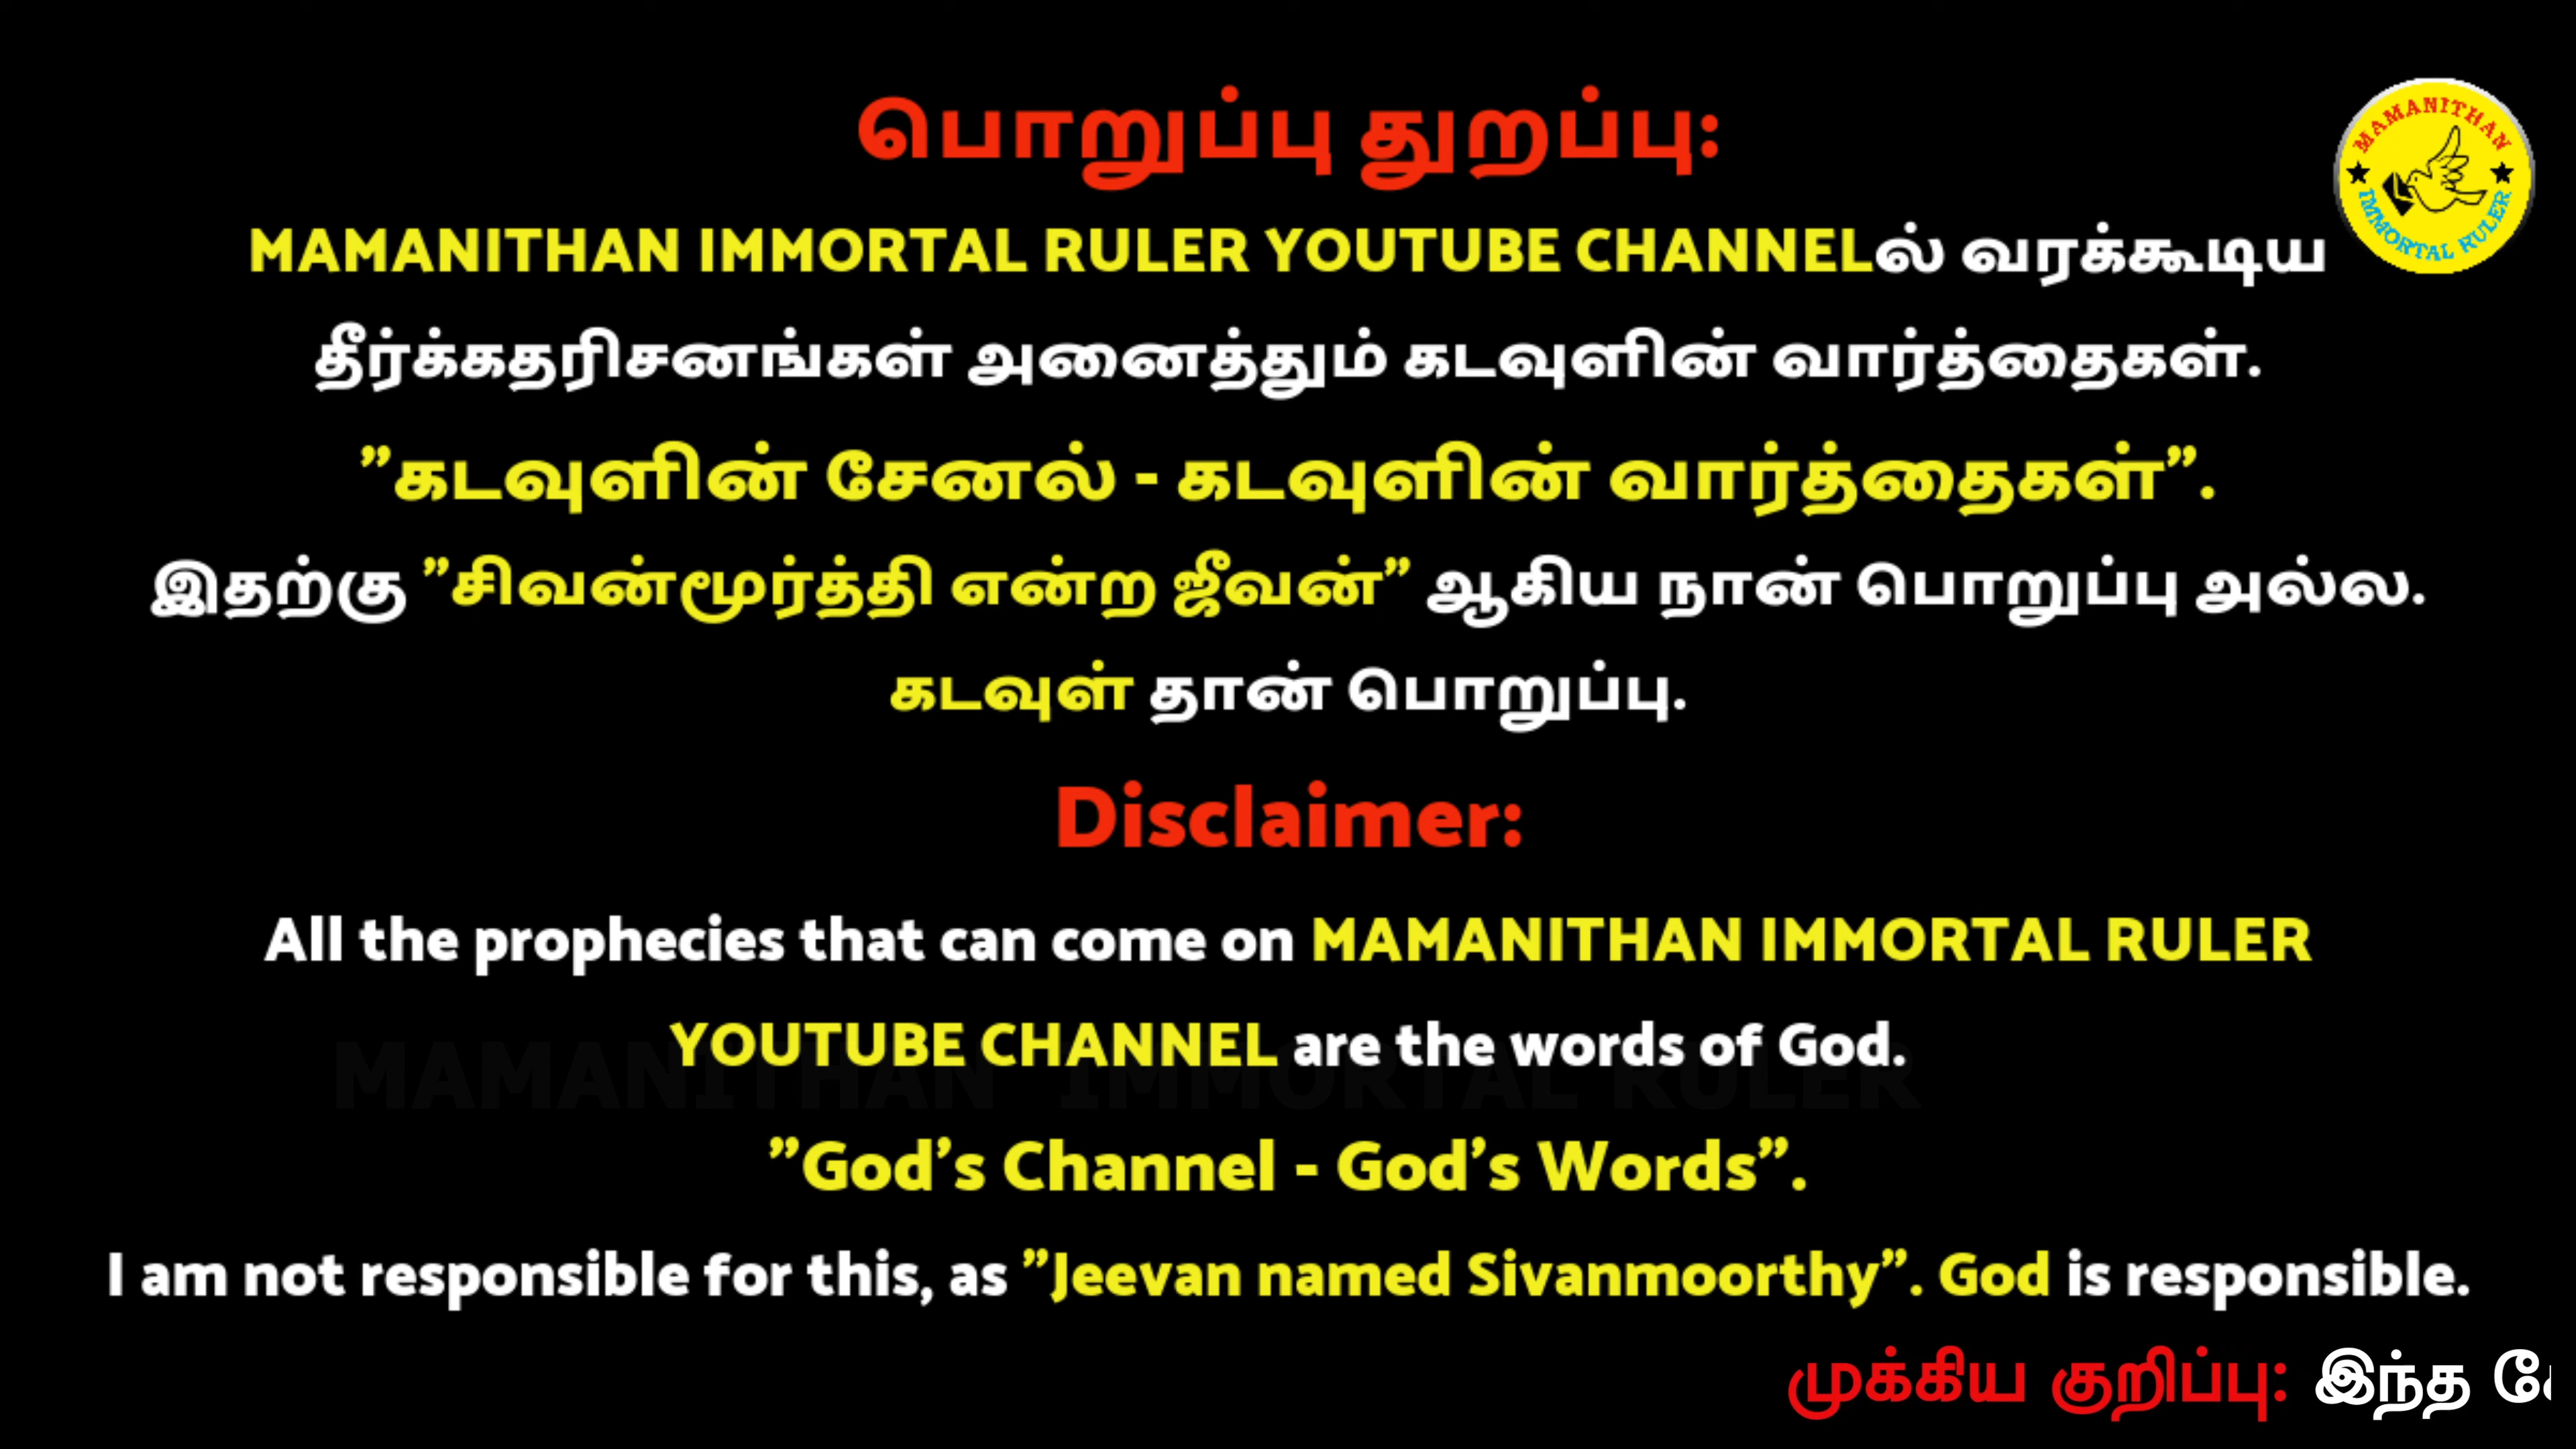 பொறுப்பு துறப்பு:
MAMANITHAN IMMORTAL RULER
MAMANITHAN IMMORTAL RULER YOUTUBE CHANNELல் வரக்கூடிய
தீர்க்கதரிசனங்கள் அனைத்தும் கடவுளின் வார்த்தைகள்.
”கடவுளின் சேனல் - கடவுளின் வார்த்தைகள்”.
இதற்கு ”சிவன்மூர்த்தி என்ற ஜீவன்” ஆகிய நான் பொறுப்பு அல்ல.
கடவுள் தான் பொறுப்பு.
Disclaimer:
All the prophecies that can come on MAMANITHAN IMMORTAL RULER
YOUTUBE CHANNEL are the words of God.
MAMANITHAN IMMORTAL RULER
”God’s Channel - God’s Words”.
I am not responsible for this, as ”Jeevan named Sivanmoorthy”. God is responsible.
முக்கிய குறிப்பு: இந்த